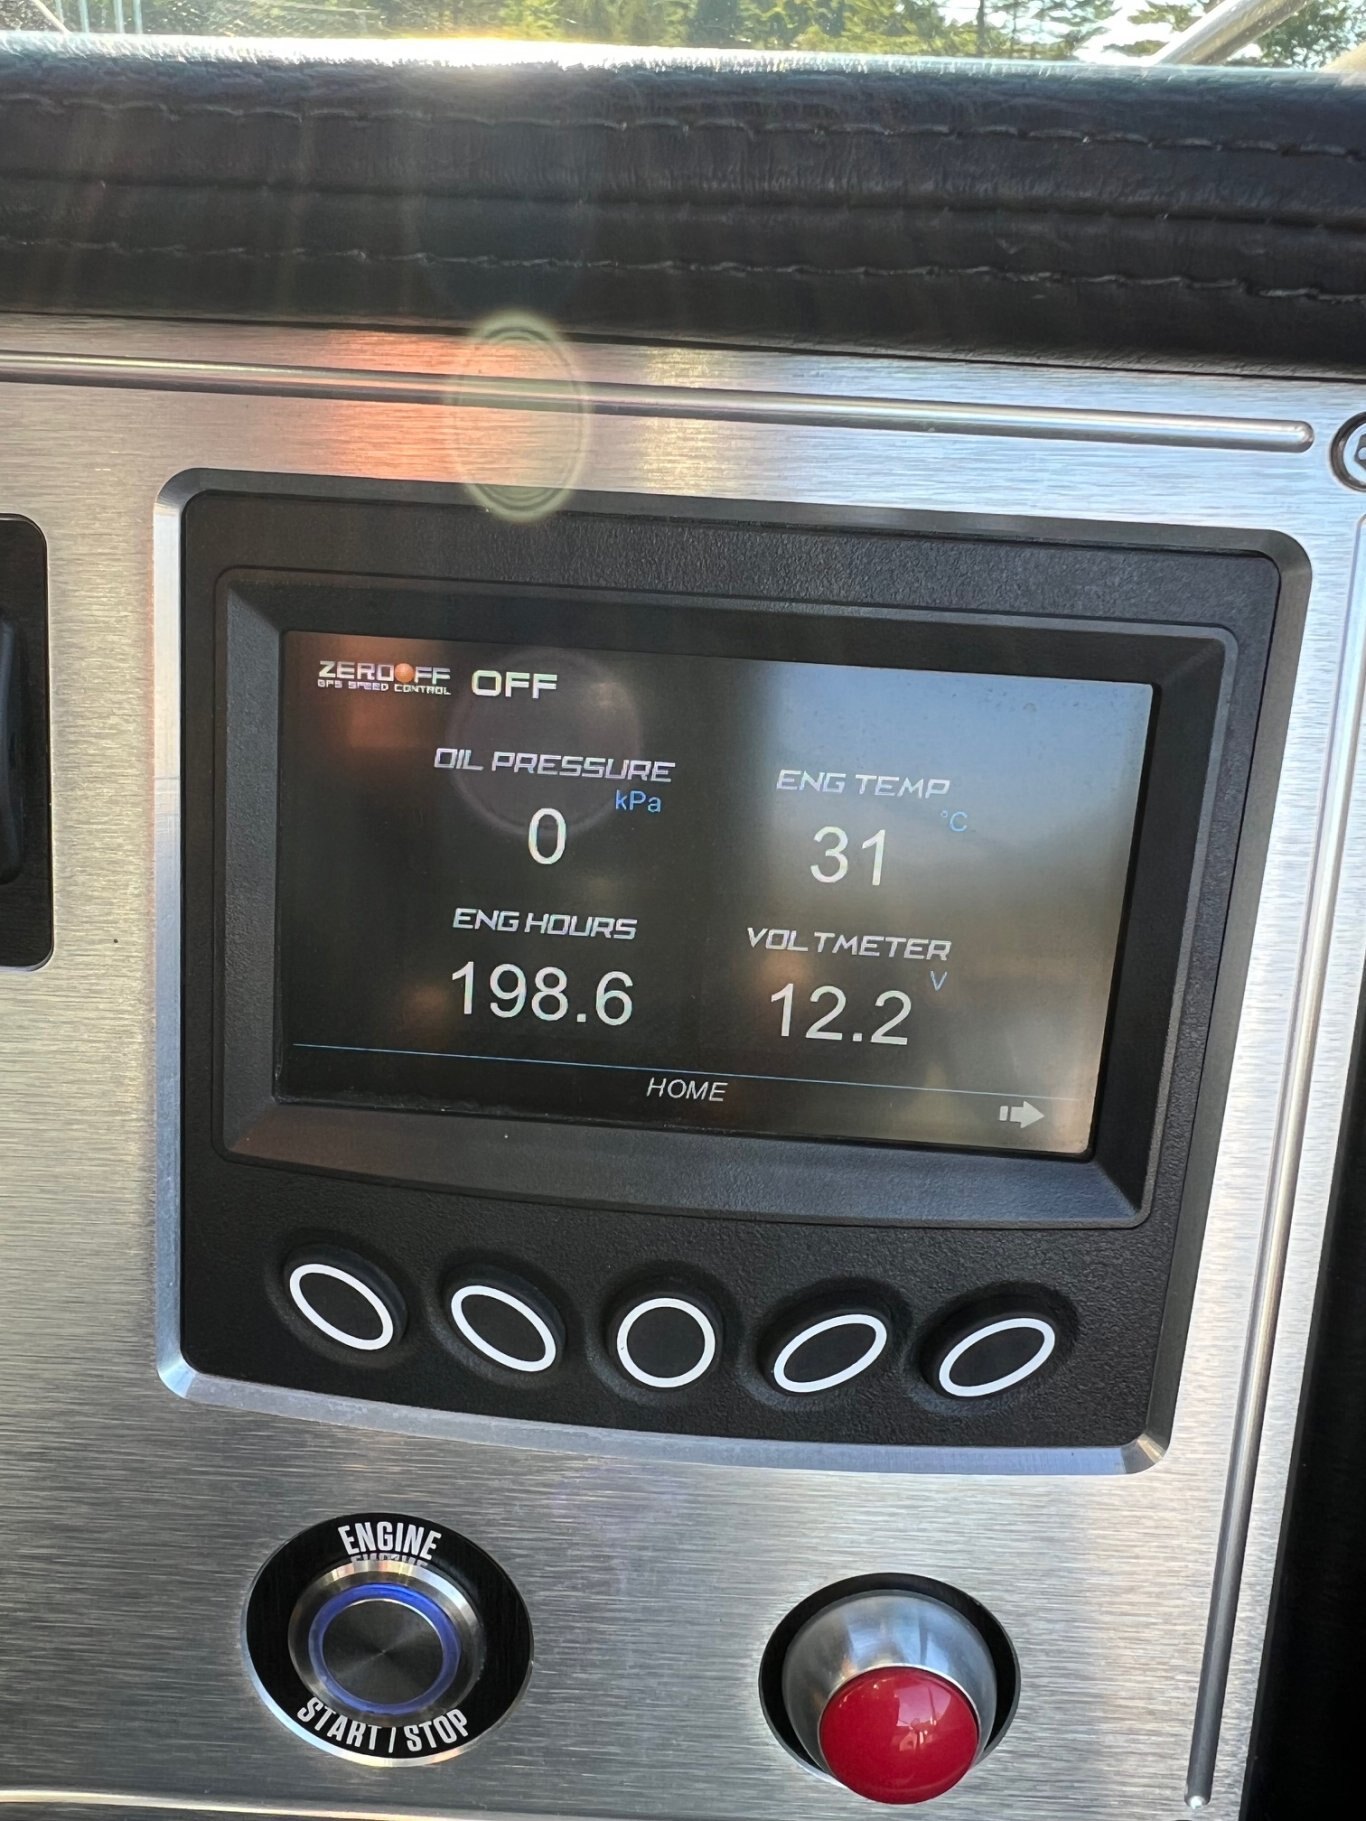 ZEROOFF OFF
GPS SPEED CONTROL
OIL PRESSURE
kPa
0
ENG TEMP
°C
31
ENG HOURS
198.6
VOLTMETER
V
12.2
HOME
ENGINE
START / STOP